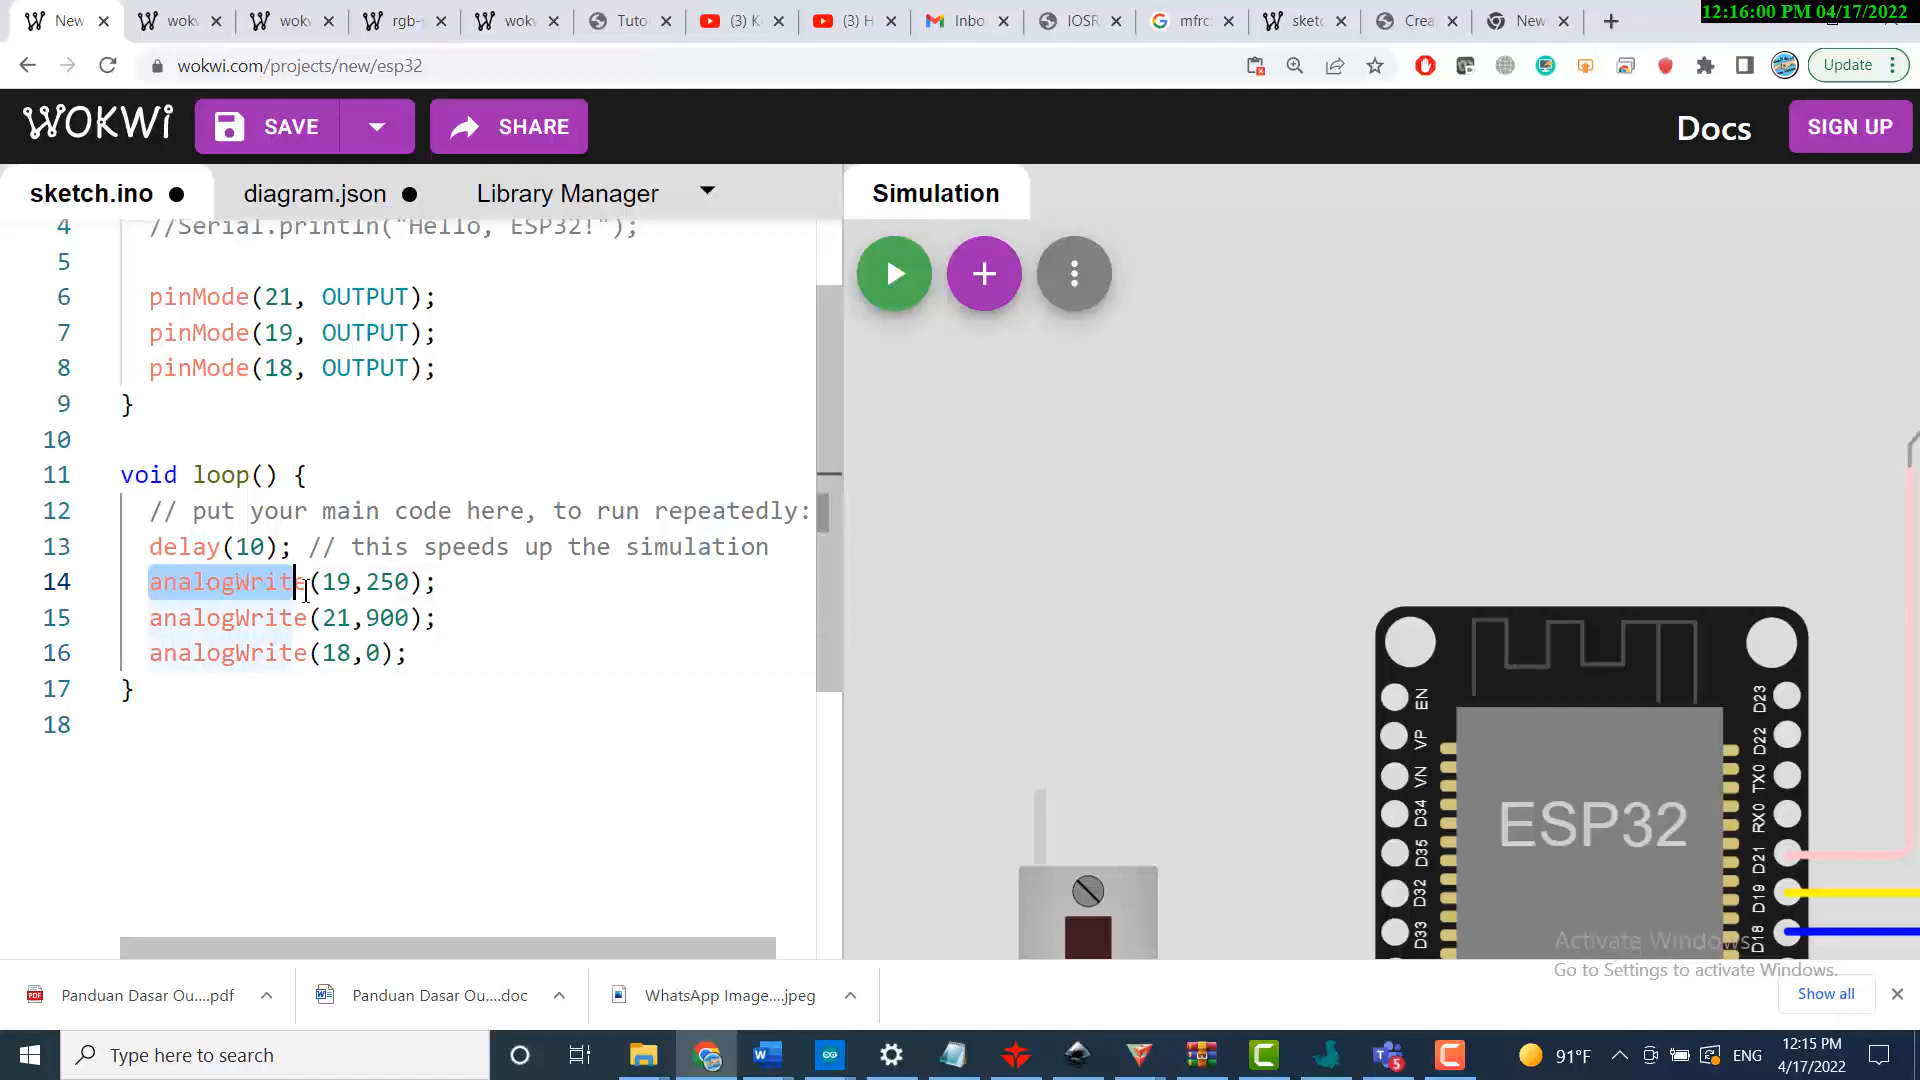 12:16:00 PM 04/17/2022
New
wok
wok
rgb-
wok
Tuto
(3) K
(3) H
Inbo
IOSR
mfrc
sket
Crea
New
wokwi.com/projects/new/esp32
Update
WOKWi
SAVE
SHARE
Docs
SIGN UP
sketch.ino
diagram.json
Library Manager
Simulation
4 //Serial.println("Hello, ESP32!");
5
6 pinMode(21, OUTPUT);
7 pinMode(19, OUTPUT);
8 pinMode(18, OUTPUT);
9 }
10
11 void loop() {
12 // put your main code here, to run repeatedly:
13 delay(10); // this speeds up the simulation
14 analogWrite(19,250);
15 analogWrite(21,900);
16 analogWrite(18,0);
17 }
18
EN
VP
VN
D34
D35
D32
D33
ESP32
D23
D22
TX0
RX0
D21
D19
D18
Activate Windows
Go to Settings to activate Windows.
Panduan Dasar Ou....pdf
Panduan Dasar Ou....doc
WhatsApp Image....jpeg
Show all
Type here to search
91°F
ENG
12:15 PM
4/17/2022